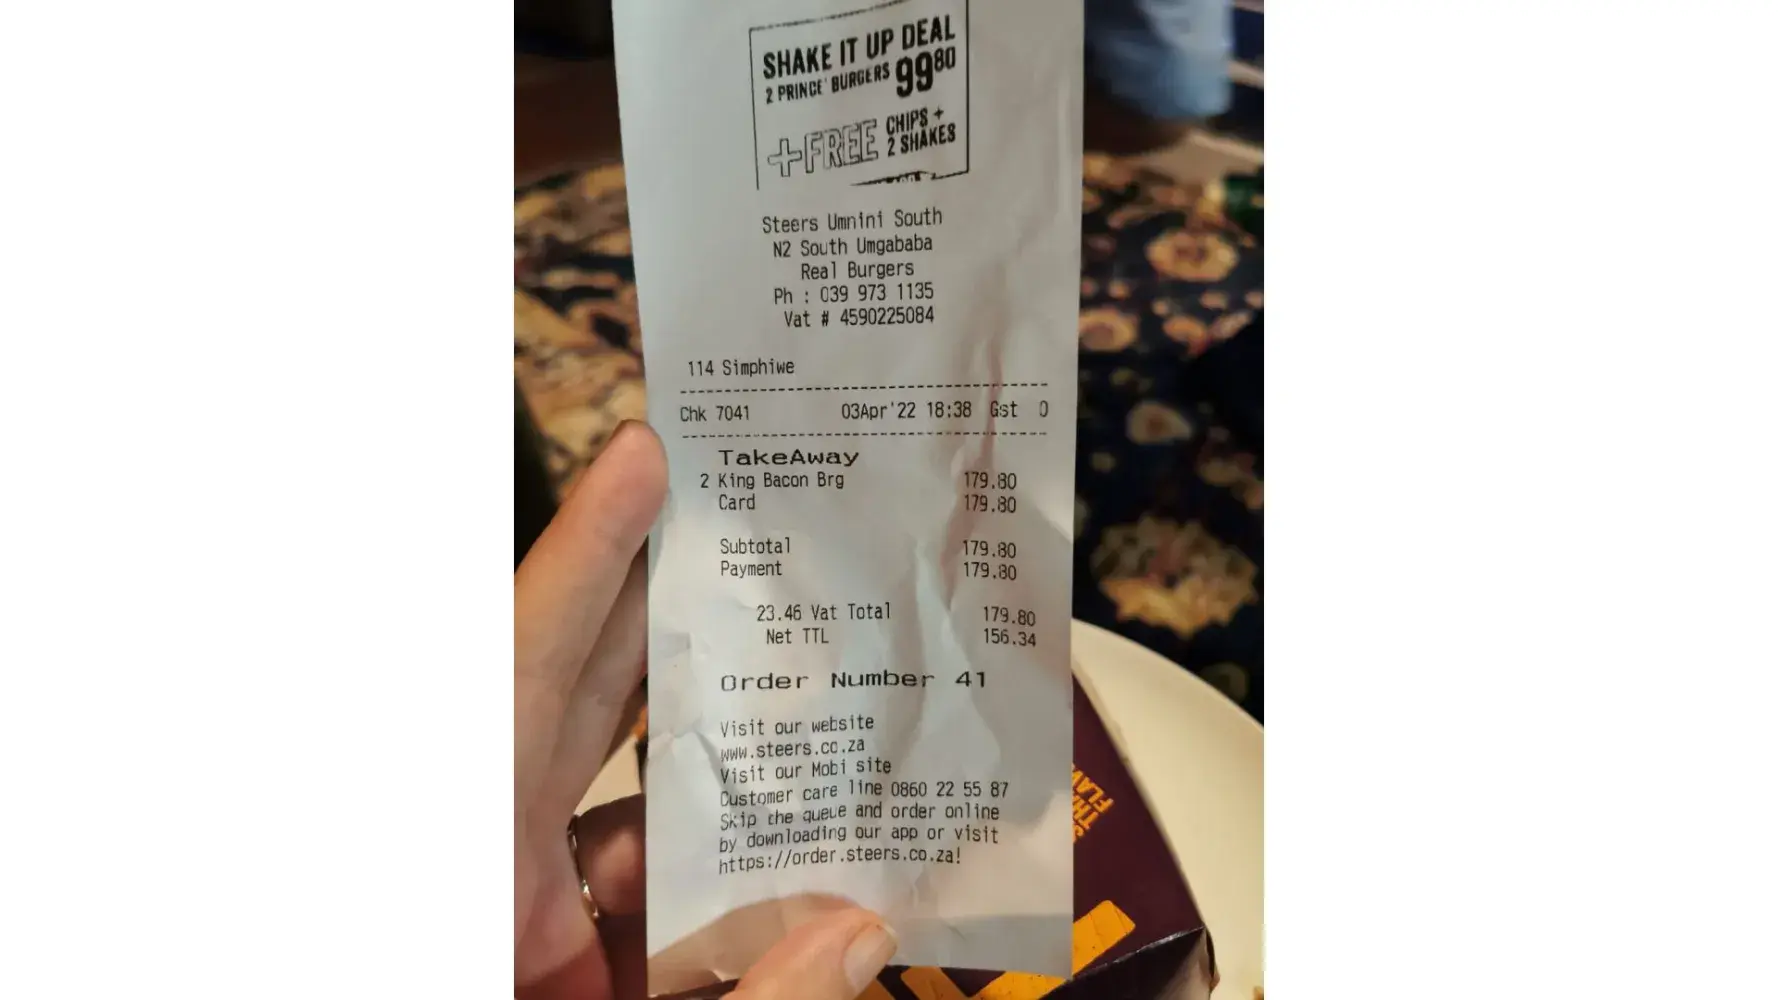 SHAKE IT UP DEAL
2 PRINCE BURGERS 9980
+FREE CHIPS + 2 SHAKES
Steers Umnini South
N2 South Umgababa
Real Burgers
Ph : 039 973 1135
Vat # 4590225084
114 Simphiwe
Chk 7041 03Apr'22 18:38 Gst 0
TakeAway
2 King Bacon Brg 179.80
Card 179.80
Subtotal 179.80
Payment 179.80
23.46 Vat Total 179.80
Net TTL 156.34
Order Number 41
Visit our website
www.steers.co.za
Visit our Mobi site
Customer care line 0860 22 55 87
Skip the queue and order online
by downloading our app or visit
https://order.steers.co.za!